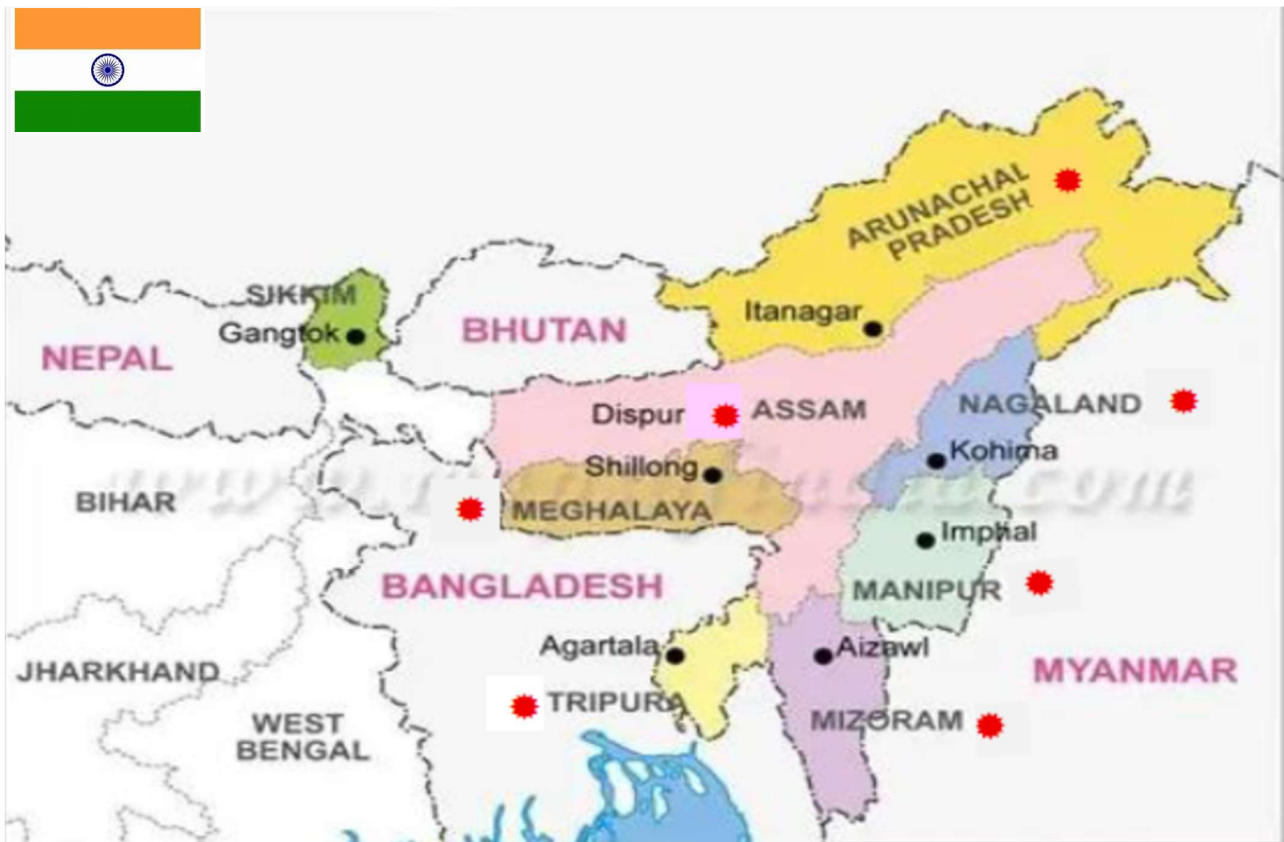 ARUNACHAL
PRADESH
SIKKIM
Itanagar
Gangtok
BHUTAN
NEPAL
Dispur
ASSAM
NAGALAND
Kohima
Shillong
BIHAR
MEGHALAYA
Imphal
BANGLADESH
MANIPUR
Agartala
Aizawl
JHARKHAND
MYANMAR
TRIPURA
MIZORAM
WEST
BENGAL